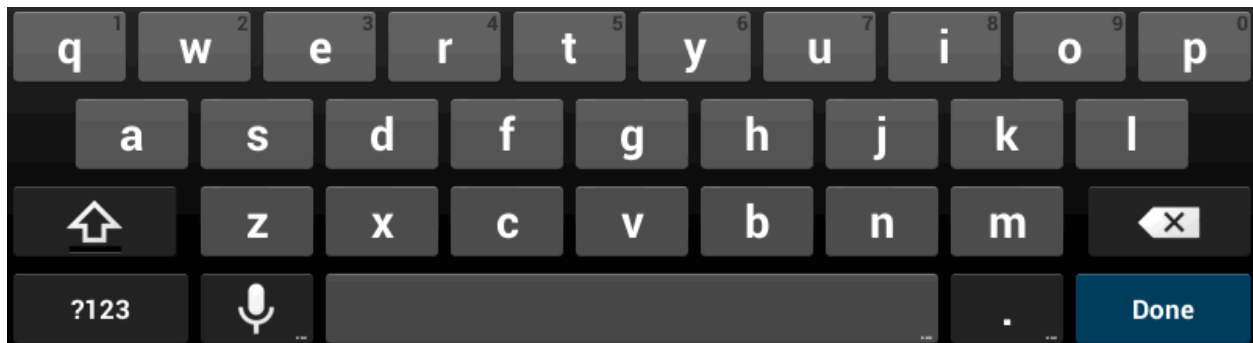 q 1 w 2 e 3 r 4 t 5 y 6 u 7 i 8 o 9 p 0
a s d f g h j k l
z x c v b n m
?123 . Done